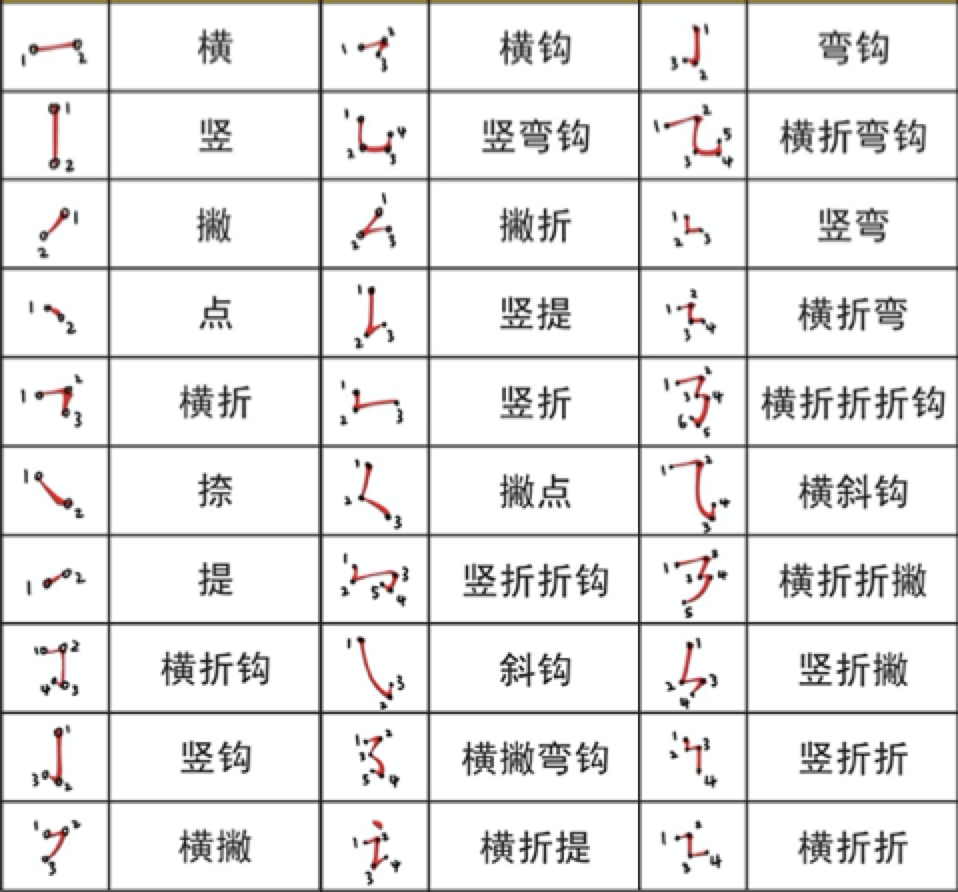 横 横钩 弯钩
竖 竖弯钩 横折弯钩
撇 撇折 竖弯
点 竖提 横折弯
横折 竖折 横折折折钩
捺 撇点 横斜钩
提 竖折折钩 横折折撇
横折钩 斜钩 竖折撇
竖钩 横撇弯钩 竖折折
横撇 横折提 横折折